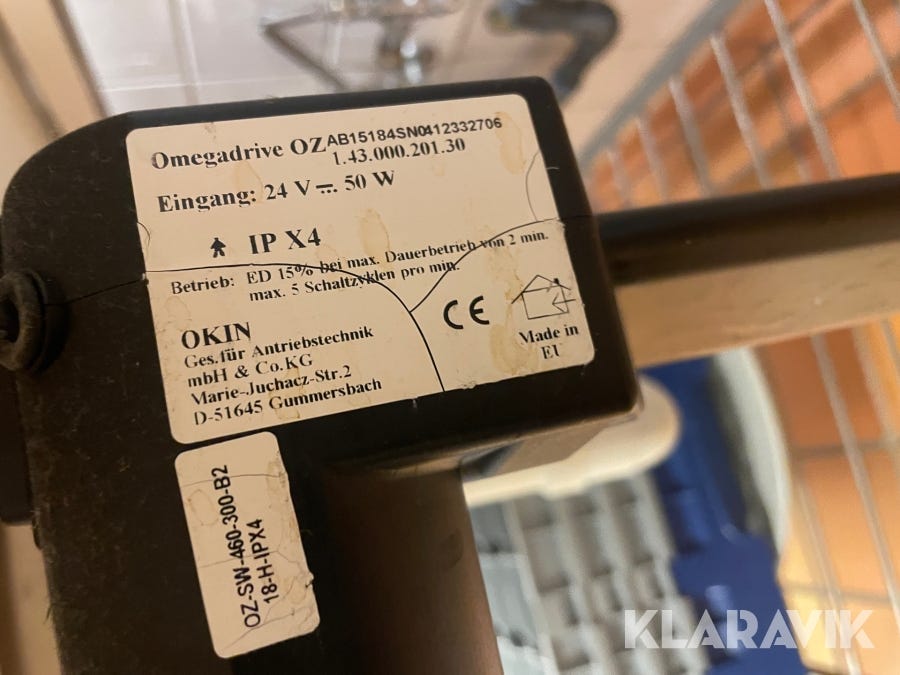 Omegadrive OZ AB15184SN0412332706
1.43.000.201.30
Eingang: 24 V ⎓ 50 W
IP X4
Betrieb: ED 15% bei max. Dauerbetrieb von 2 min.
max. 5 Schaltzyklen pro min.
OKIN
Ges.für Antriebstechnik
mbH & Co.KG
Marie-Juchacz-Str.2
D-51645 Gummersbach
CE
Made in
EU
OZ-SW-460-300-B2
18-H-IPX4
KLARAVIK